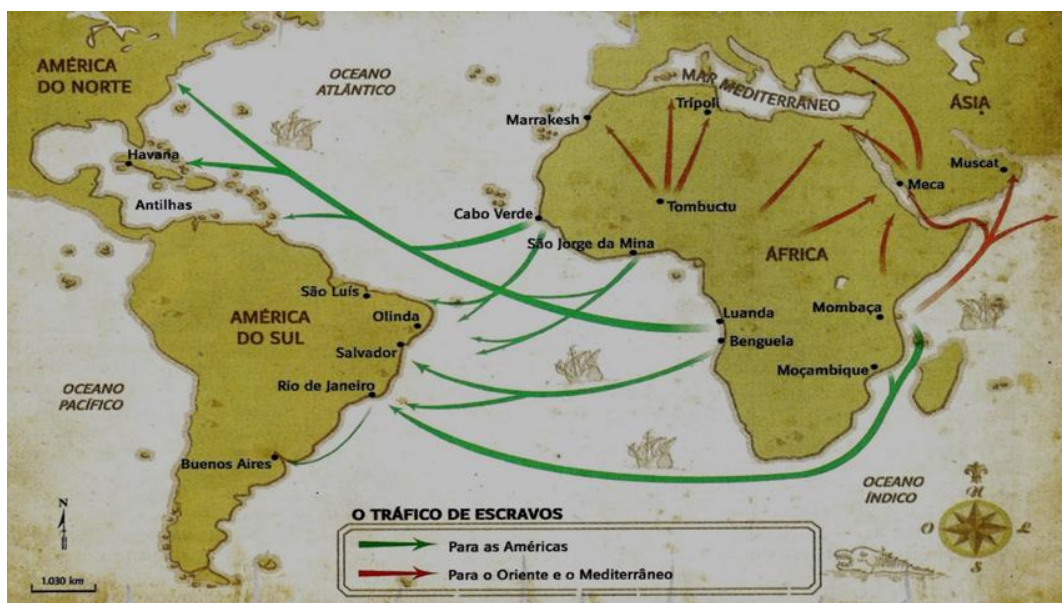 AMÉRICA
DO NORTE
OCEANO
ATLÂNTICO
MAR MEDITERRÂNEO
ÁSIA
Trípoli
Marrakesh
Havana
Muscat
Meca
Antilhas
Tombuctu
Cabo Verde
São Jorge da Mina
ÁFRICA
São Luís
Olinda
AMÉRICA
DO SUL
Luanda
Mombaça
Benguela
Salvador
Moçambique
Rio de Janeiro
OCEANO
PACÍFICO
Buenos Aires
OCEANO
ÍNDICO
N
N
O
L
S
O TRÁFICO DE ESCRAVOS
Para as Américas
Para o Oriente e o Mediterrâneo
1.030 km